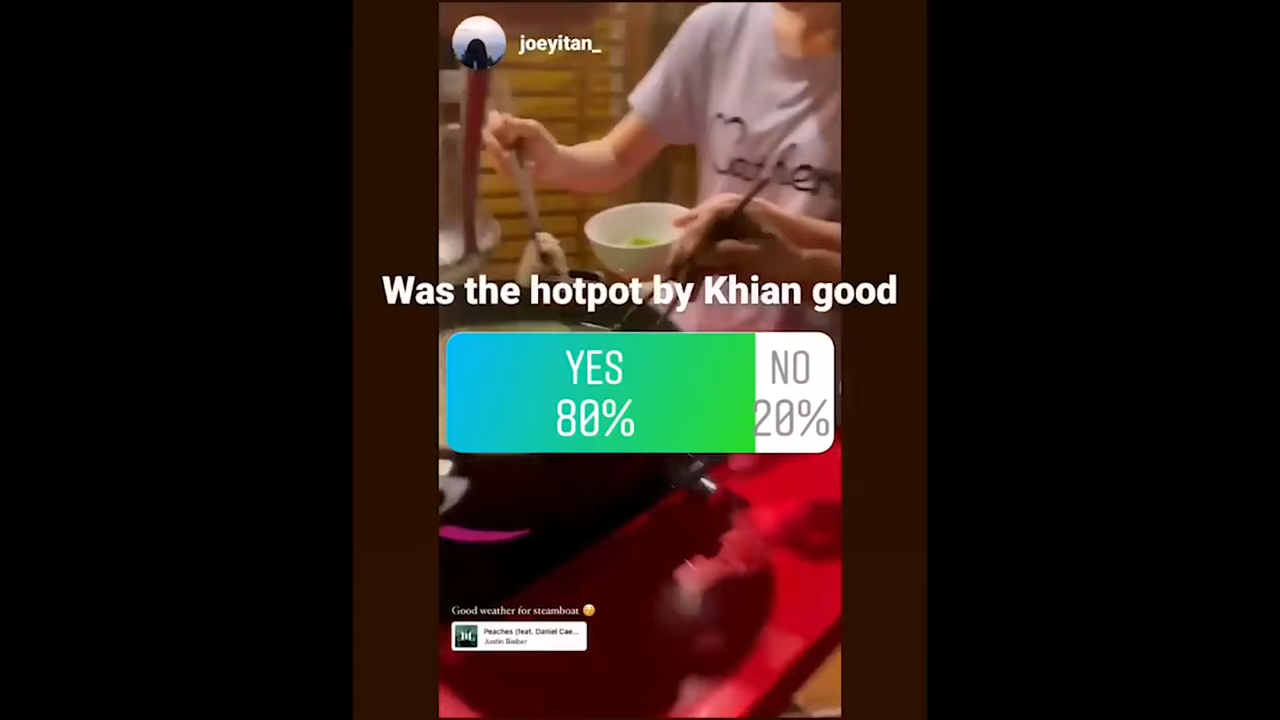 joeyitan_
Was the hotpot by Khian good
YES
80%
NO
20%
Good weather for steamboat
Peaches (feat. Daniel Cae...
Justin Bieber